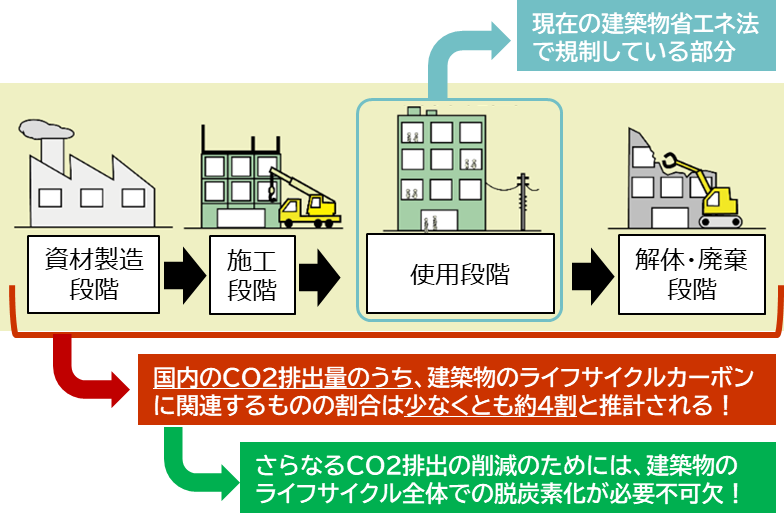 現在の建築物省エネ法
で規制している部分
資材製造
段階
施工
段階
使用段階
解体・廃棄
段階
国内のCO2排出量のうち、建築物のライフサイクルカーボン
に関連するものの割合は少なくとも約4割と推計される！
さらなるCO2排出の削減のためには、建築物の
ライフサイクル全体での脱炭素化が必要不可欠！